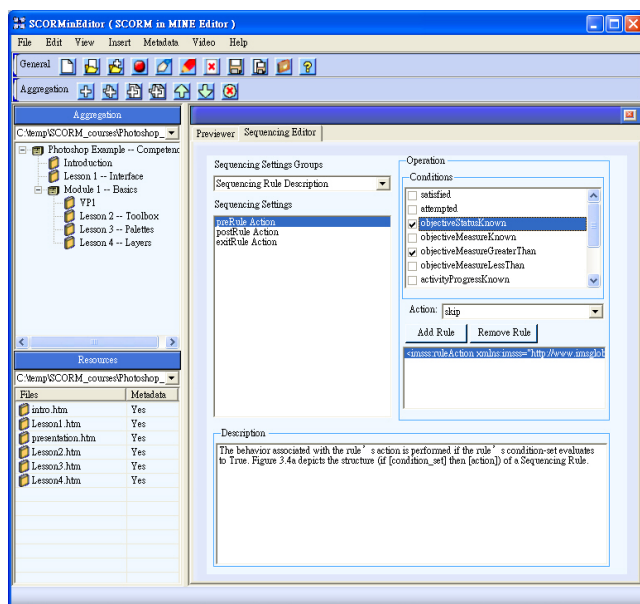 SCORMinEditor ( SCORM in MINE Editor )
File Edit View Insert Metadata Video Help
General
Aggregation
Aggregation
C:\temp\SCORM_courses\Photoshop_
Photoshop Example -- Competenc
Introduction
Lesson 1 -- Interface
Module 1 -- Basics
VP1
Lesson 2 -- Toolbox
Lesson 3 -- Palettes
Lesson 4 -- Layers
Resources
C:\temp\SCORM_courses\Photoshop_
Files Metadata
intro.htm Yes
Lesson1.htm Yes
presentation.htm Yes
Lesson2.htm Yes
Lesson3.htm Yes
Lesson4.htm Yes
Previewer Sequencing Editor
Sequencing Settings Groups
Sequencing Rule Description
Sequencing Settings
preRule Action
postRule Action
exitRule Action
Operation
Conditions
satisfied
attempted
objectiveStatusKnown
objectiveMeasureKnown
objectiveMeasureGreaterThan
objectiveMeasureLessThan
activityProgressKnown
Action: skip
Add Rule Remove Rule
<imsss:ruleAction xmlns:imsss="http://www.imsglob
Description
The behavior associated with the rule’s action is performed if the rule’s condition-set evaluates
to True. Figure 3.4a depicts the structure (if [condition_set] then [action]) of a Sequencing Rule.